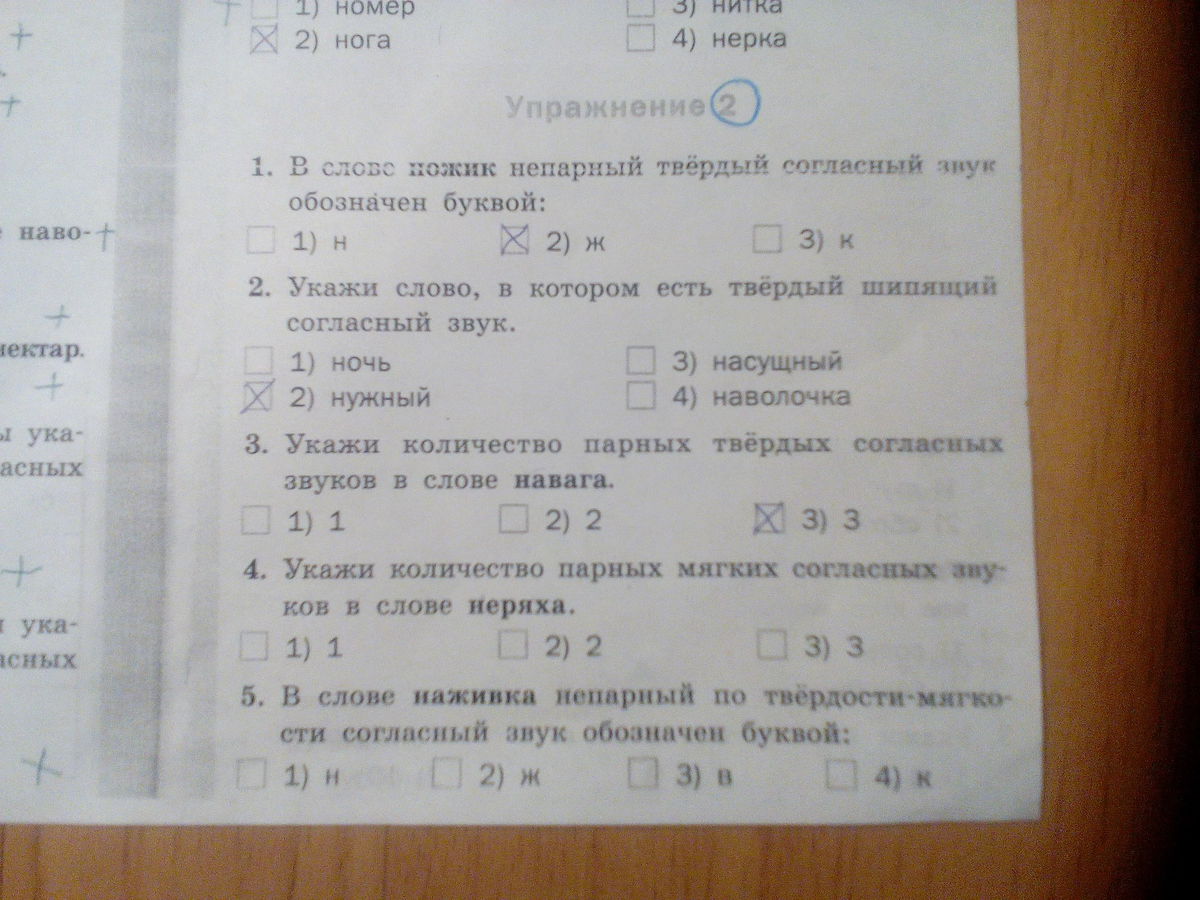 1) номер 3) нитка
2) нога 4) нерка
Упражнение 2
1. В слове ножик непарный твёрдый согласный звук
обозначен буквой:
1) н 2) ж 3) к
2. Укажи слово, в котором есть твёрдый шипящий
согласный звук.
1) ночь 3) насущный
2) нужный 4) наволочка
3. Укажи количество парных твёрдых согласных
звуков в слове навага.
1) 1 2) 2 3) 3
4. Укажи количество парных мягких согласных зву-
ков в слове неряха.
1) 1 2) 2 3) 3
5. В слове наживка непарный по твёрдости-мягко-
сти согласный звук обозначен буквой:
1) н 2) ж 3) в 4) к
наво-
нектар.
ука-
ука-